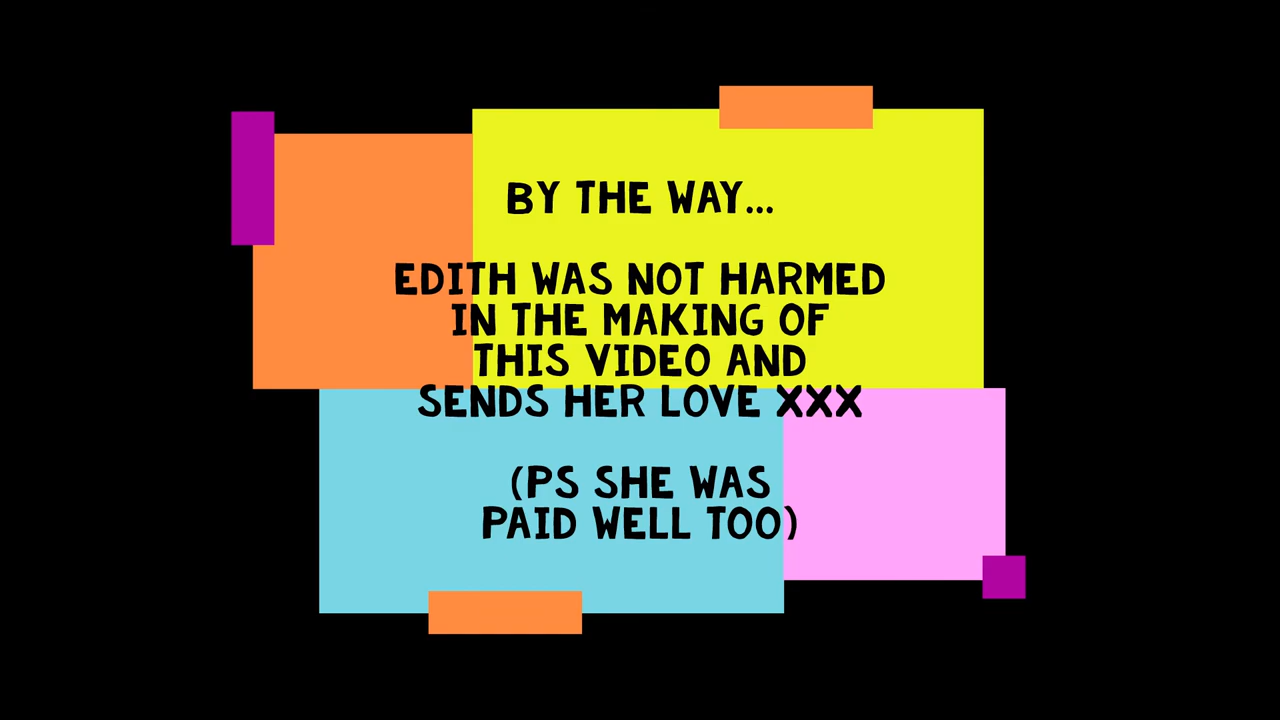 BY THE WAY...
EDITH WAS NOT HARMED
IN THE MAKING OF
THIS VIDEO AND
SENDS HER LOVE XXX
(PS SHE WAS
PAID WELL TOO)